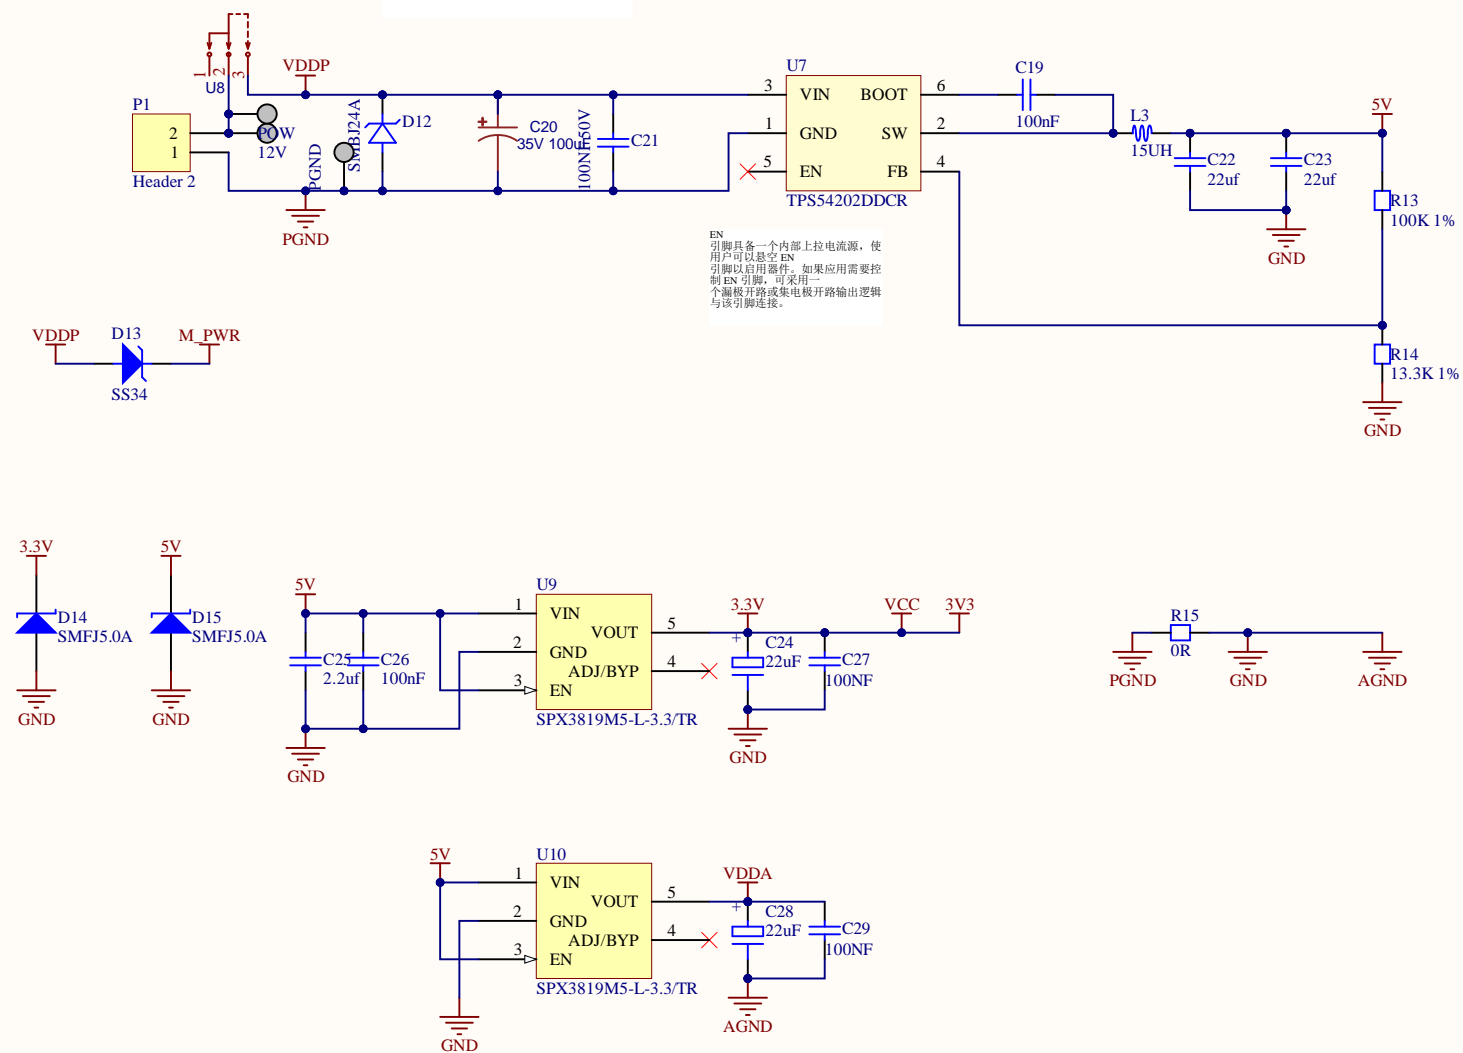 1
2
3
U8
VDDP
P1
2
1
Header 2
POW
12V
PGND
SMBJ24A
D12
C20
35V 100uF
100NF50V
C21
PGND
U7
3
VIN
BOOT
6
1
GND
SW
2
5
EN
FB
4
TPS54202DDCR
C19
100nF
L3
15UH
C22
22uf
C23
22uf
GND
5V
R13
100K 1%
R14
13.3K 1%
GND
EN
引脚具备一个内部上拉电流源，使
用户可以悬空 EN
引脚以启用器件。如果应用需要控
制 EN 引脚，可采用一
个漏极开路或集电极开路输出逻辑
与该引脚连接。
VDDP
D13
M_PWR
SS34
3.3V
D14
SMFJ5.0A
GND
5V
D15
SMFJ5.0A
GND
5V
C25
2.2uf
C26
100nF
GND
U9
1
VIN
VOUT
5
2
GND
ADJ/BYP
4
3
EN
SPX3819M5-L-3.3/TR
3.3V
VCC
3V3
+
C24
22uF
C27
100NF
GND
R15
0R
PGND
GND
AGND
5V
U10
1
VIN
VOUT
5
2
GND
ADJ/BYP
4
3
EN
SPX3819M5-L-3.3/TR
GND
VDDA
+
C28
22uF
C29
100NF
AGND